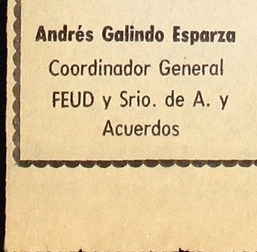 Andrés Galindo Esparza
Coordinador General
FEUD y Srio. de A. y
Acuerdos